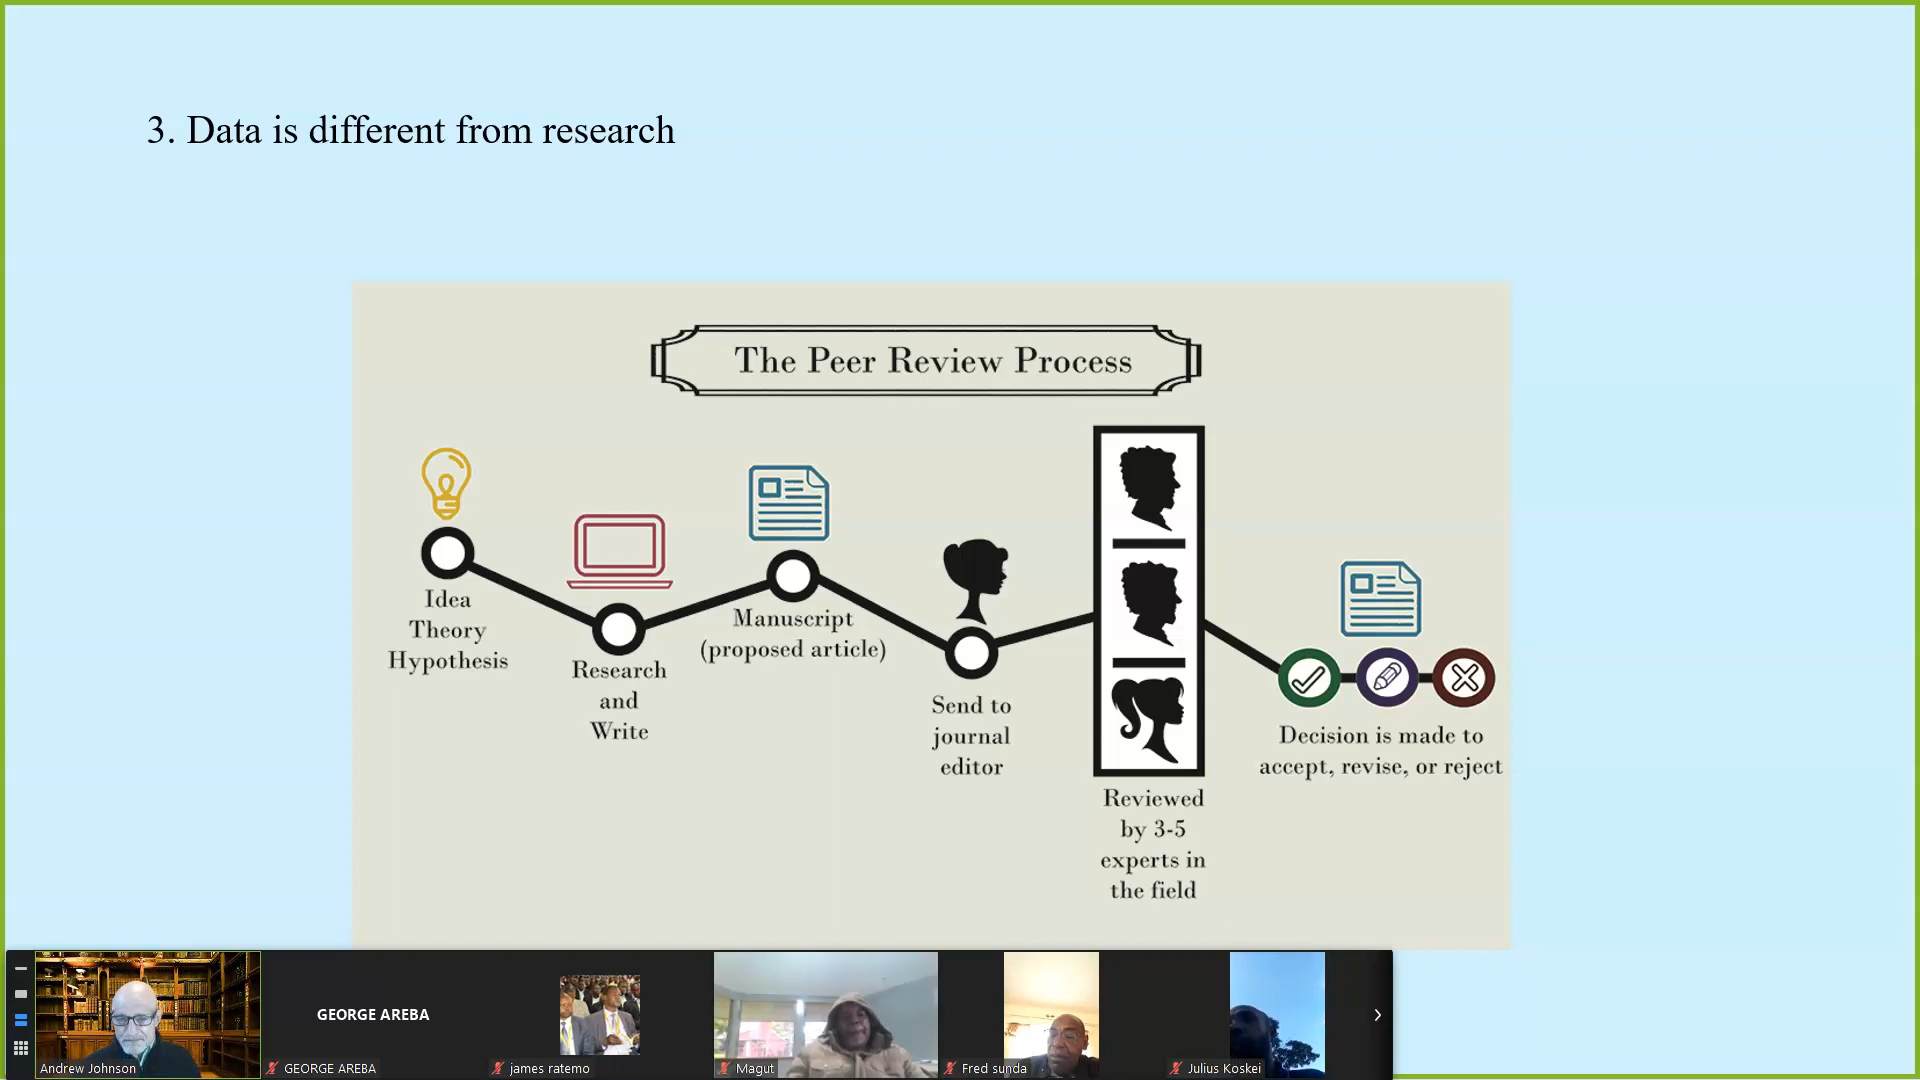 3. Data is different from research
The Peer Review Process
Idea
Theory
Hypothesis
Research
and
Write
Manuscript
(proposed article)
Send to
journal
editor
Reviewed
by 3-5
experts in
the field
Decision is made to
accept, revise, or reject
GEORGE AREBA
Andrew Johnson
GEORGE AREBA
james ratemo
Magut
Fred sunda
Julius Koskei